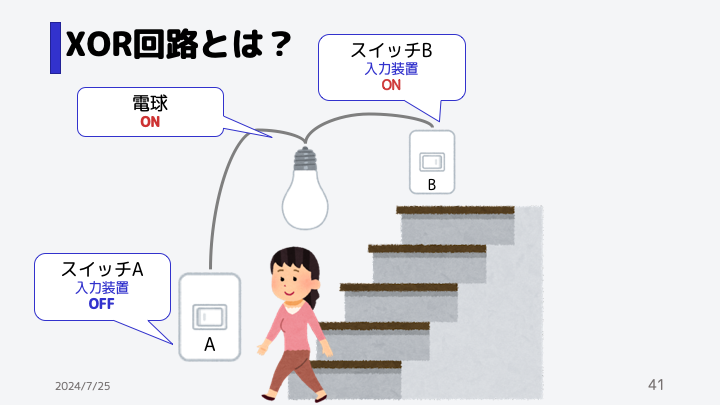 XOR回路とは？
スイッチB
入力装置
ON
電球
ON
B
スイッチA
入力装置
OFF
A
2024/7/25
41